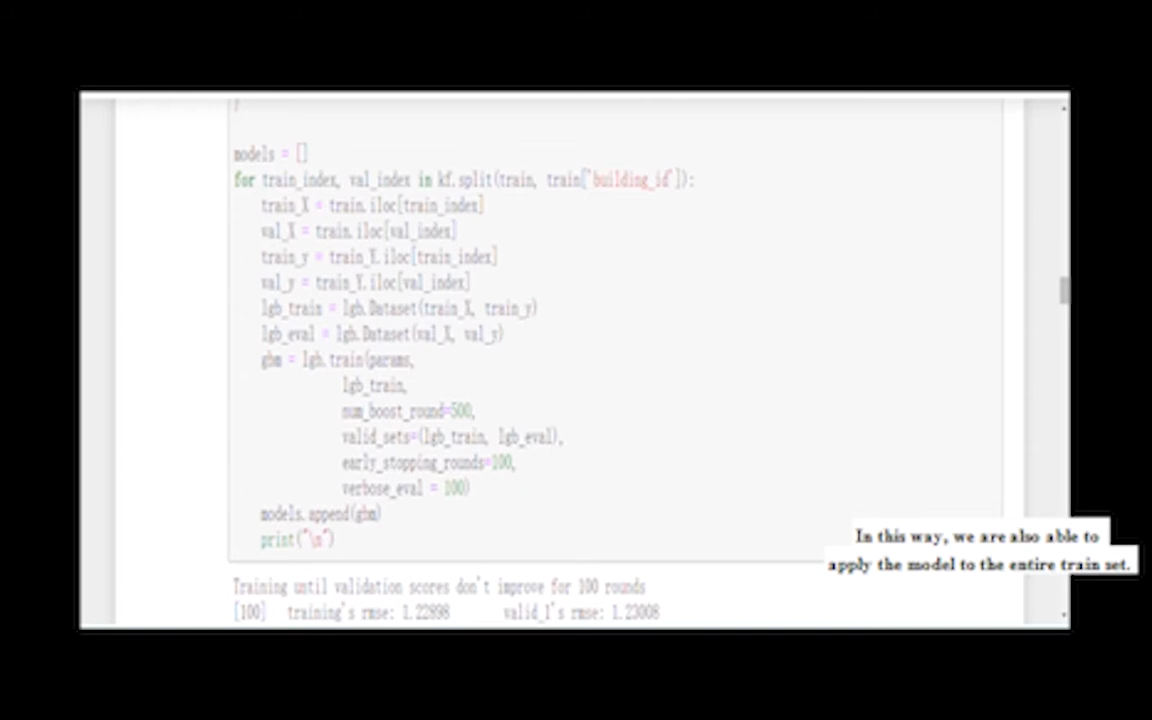 models = []
for train_index, val_index in kf.split(train, train['building_id']):
    train_X = train.iloc[train_index]
    val_X = train.iloc[val_index]
    train_y = train_Y.iloc[train_index]
    val_y = train_Y.iloc[val_index]
    lgb_train = lgb.Dataset(train_X, train_y)
    lgb_eval = lgb.Dataset(val_X, val_y)
    gbm = lgb.train(params,
                lgb_train,
                num_boost_round=500,
                valid_sets=(lgb_train, lgb_eval),
                early_stopping_rounds=100,
                verbose_eval = 100)
    models.append(gbm)
    print("\n")
In this way, we are also able to
apply the model to the entire train set.
Training until validation scores don't improve for 100 rounds
[100]   training's rmse: 1.22898        valid_1's rmse: 1.23008